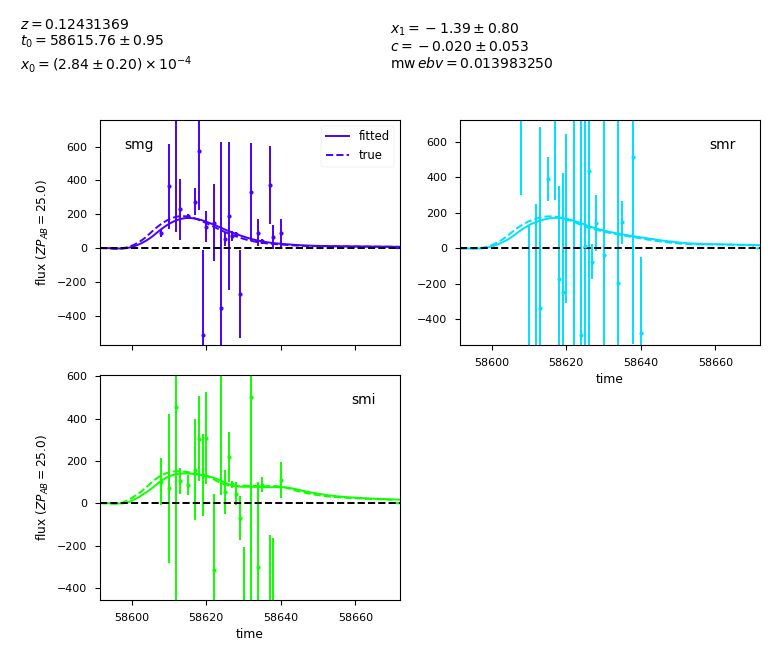 z = 0.12431369
t₀ = 58615.76 ± 0.95
x₀ = (2.84 ± 0.20) × 10⁻⁴
x₁ = −1.39 ± 0.80
c = −0.020 ± 0.053
mw ebv = 0.013983250
smg
fitted
true
600
400
200
0
−200
−400
flux (ZP_AB = 25.0)
smr
600
400
200
0
−200
−400
58600 58620 58640 58660
time
smi
600
400
200
0
−200
−400
flux (ZP_AB = 25.0)
58600 58620 58640 58660
time